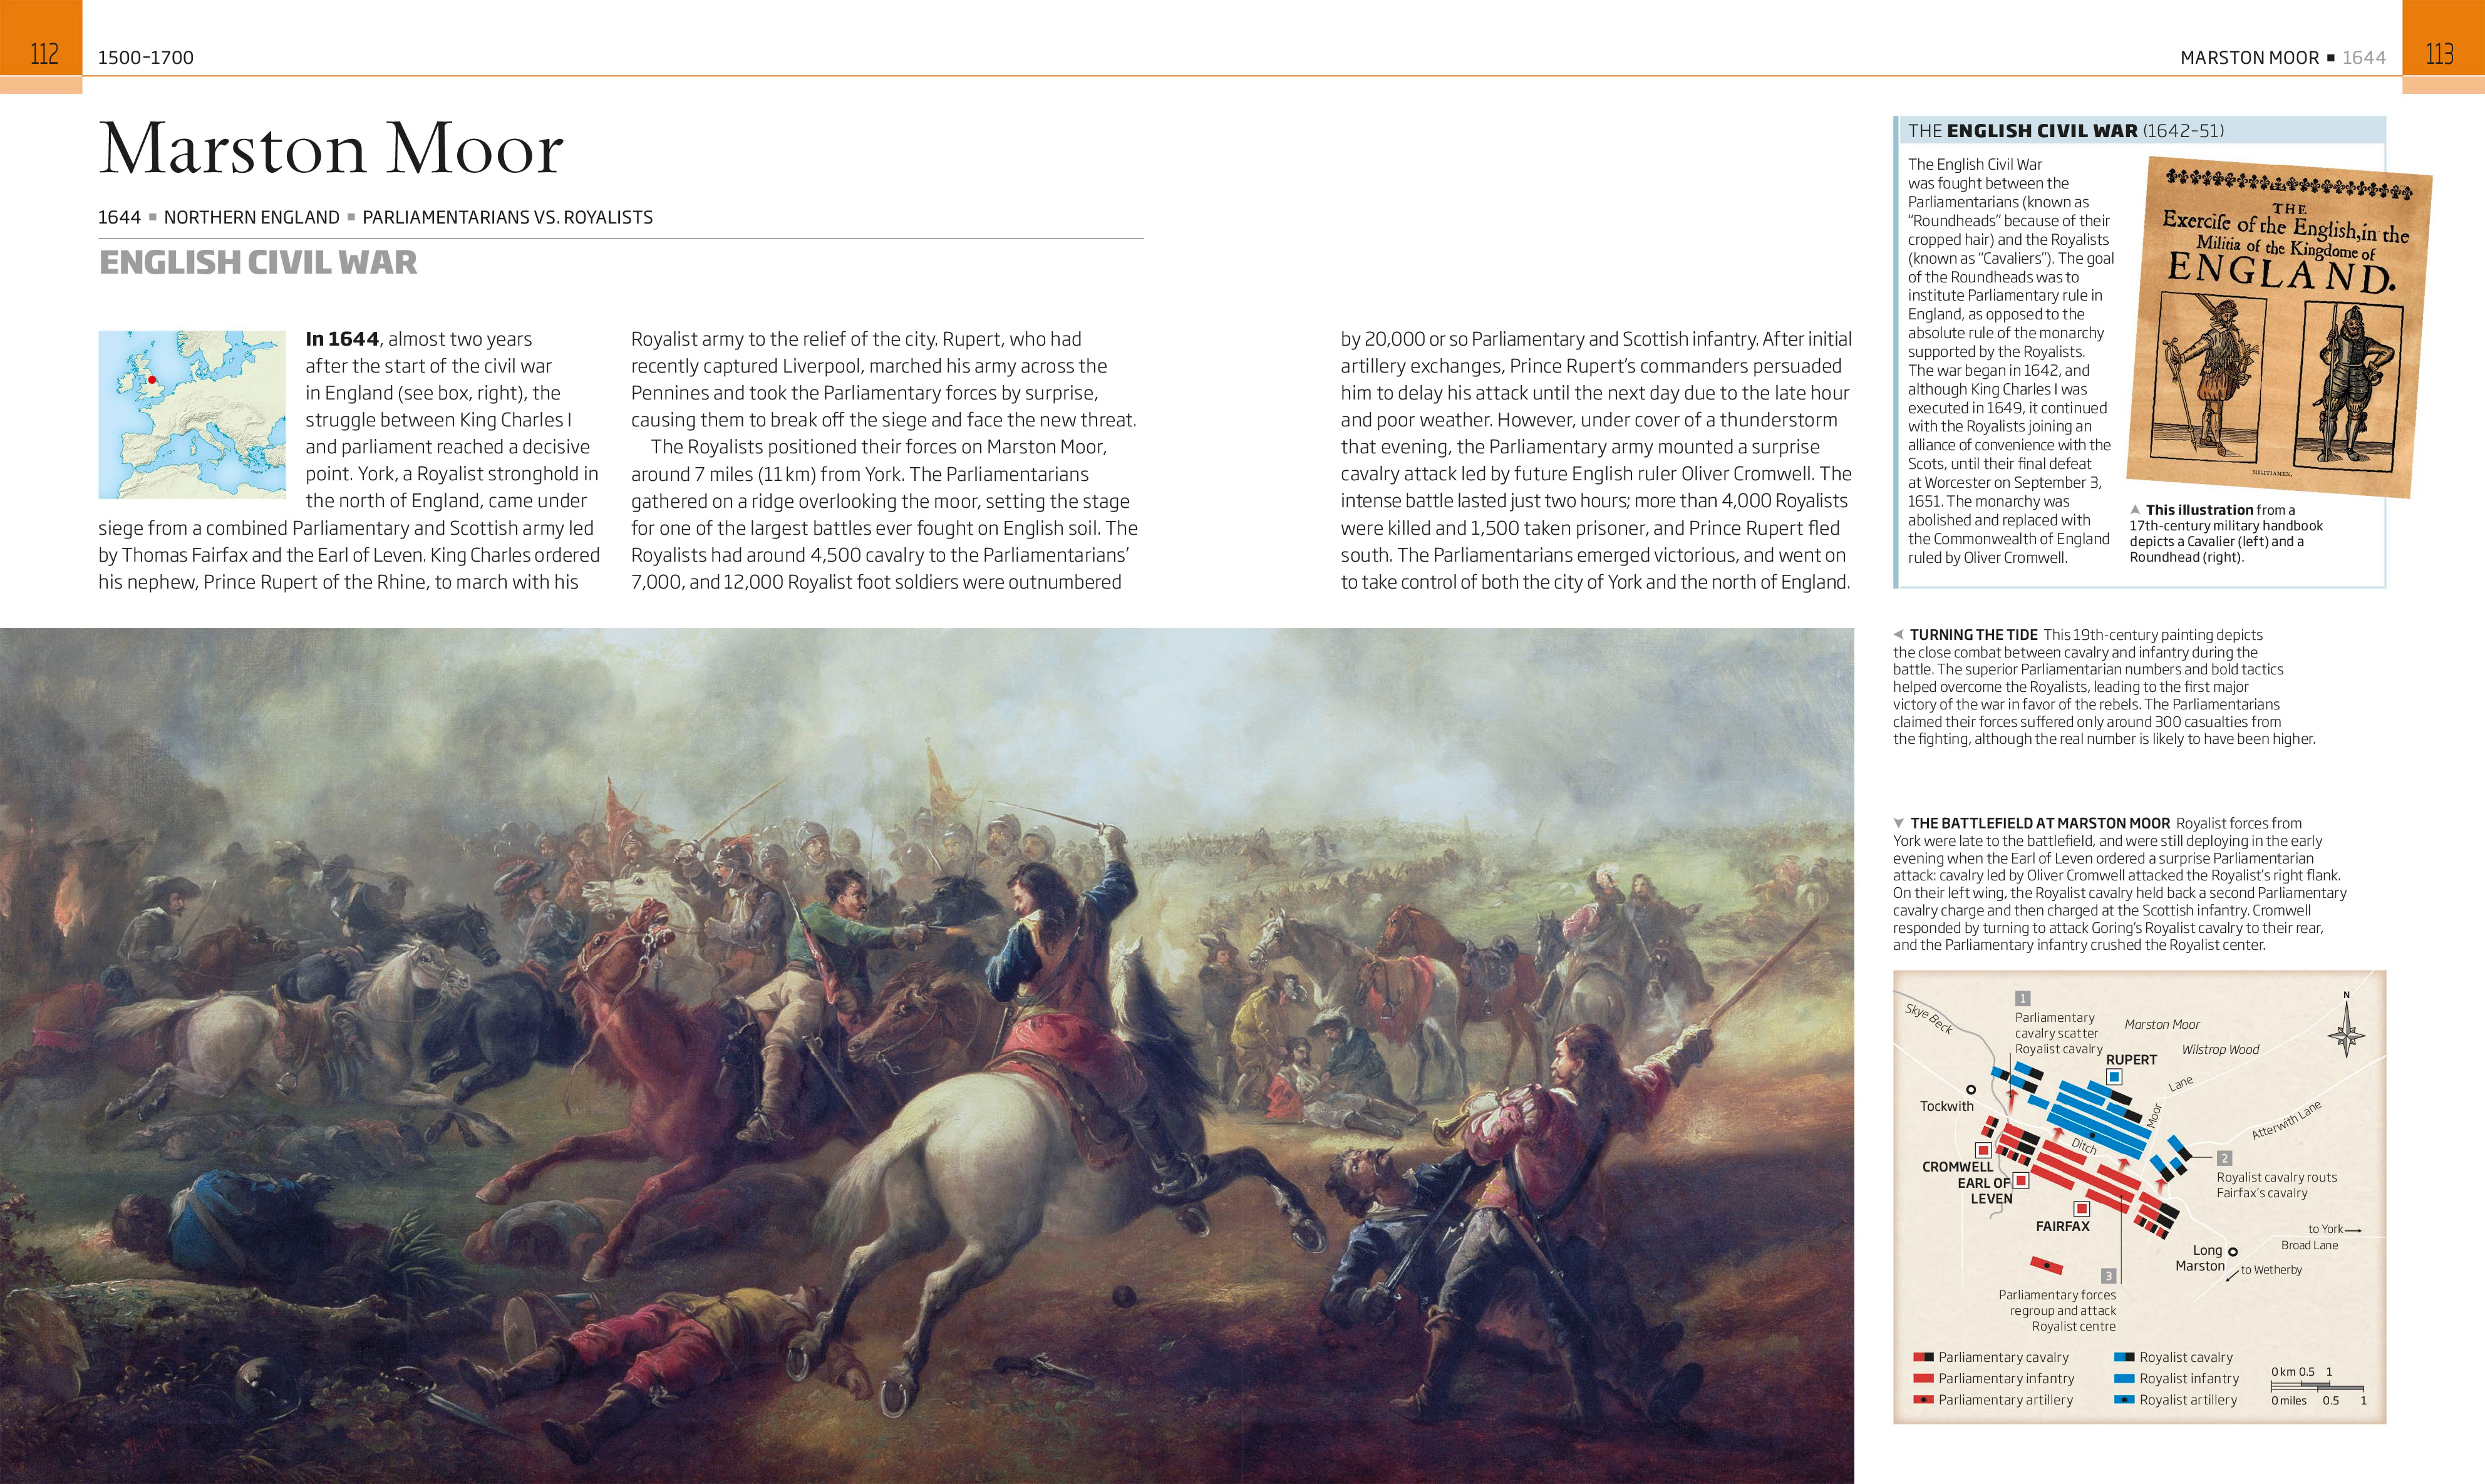 112
1500–1700
MARSTON MOOR ■ 1644
113
Marston Moor
1644 ■ NORTHERN ENGLAND ■ PARLIAMENTARIANS VS. ROYALISTS
ENGLISH CIVIL WAR
In 1644, almost two years
after the start of the civil war
in England (see box, right), the
struggle between King Charles I
and parliament reached a decisive
point. York, a Royalist stronghold in
the north of England, came under
siege from a combined Parliamentary and Scottish army led
by Thomas Fairfax and the Earl of Leven. King Charles ordered
his nephew, Prince Rupert of the Rhine, to march with his
Royalist army to the relief of the city. Rupert, who had
recently captured Liverpool, marched his army across the
Pennines and took the Parliamentary forces by surprise,
causing them to break off the siege and face the new threat.
The Royalists positioned their forces on Marston Moor,
around 7 miles (11 km) from York. The Parliamentarians
gathered on a ridge overlooking the moor, setting the stage
for one of the largest battles ever fought on English soil. The
Royalists had around 4,500 cavalry to the Parliamentarians'
7,000, and 12,000 Royalist foot soldiers were outnumbered
by 20,000 or so Parliamentary and Scottish infantry. After initial
artillery exchanges, Prince Rupert's commanders persuaded
him to delay his attack until the next day due to the late hour
and poor weather. However, under cover of a thunderstorm
that evening, the Parliamentary army mounted a surprise
cavalry attack led by future English ruler Oliver Cromwell. The
intense battle lasted just two hours; more than 4,000 Royalists
were killed and 1,500 taken prisoner, and Prince Rupert fled
south. The Parliamentarians emerged victorious, and went on
to take control of both the city of York and the north of England.
THE ENGLISH CIVIL WAR (1642–51)
The English Civil War
was fought between the
Parliamentarians (known as
"Roundheads" because of their
cropped hair) and the Royalists
(known as "Cavaliers"). The goal
of the Roundheads was to
institute Parliamentary rule in
England, as opposed to the
absolute rule of the monarchy
supported by the Royalists.
The war began in 1642, and
although King Charles I was
executed in 1649, it continued
with the Royalists joining an
alliance of convenience with the
Scots, until their final defeat
at Worcester on September 3,
1651. The monarchy was
abolished and replaced with
the Commonwealth of England
ruled by Oliver Cromwell.
THE
Exercise of the English, in the
Militia of the Kingdome of
ENGLAND.
MILITIAMEN.
This illustration from a
17th-century military handbook
depicts a Cavalier (left) and a
Roundhead (right).
TURNING THE TIDE This 19th-century painting depicts
the close combat between cavalry and infantry during the
battle. The superior Parliamentarian numbers and bold tactics
helped overcome the Royalists, leading to the first major
victory of the war in favor of the rebels. The Parliamentarians
claimed their forces suffered only around 300 casualties from
the fighting, although the real number is likely to have been higher.
THE BATTLEFIELD AT MARSTON MOOR Royalist forces from
York were late to the battlefield, and were still deploying in the early
evening when the Earl of Leven ordered a surprise Parliamentarian
attack: cavalry led by Oliver Cromwell attacked the Royalist's right flank.
On their left wing, the Royalist cavalry held back a second Parliamentary
cavalry charge and then charged at the Scottish infantry. Cromwell
responded by turning to attack Goring's Royalist cavalry to their rear,
and the Parliamentary infantry crushed the Royalist center.
Skye Beck
1
Parliamentary
cavalry scatter
Royalist cavalry
Marston Moor
Wilstrop Wood
N
RUPERT
Moor Lane
Atterwith Lane
Tockwith
Ditch
CROMWELL
EARL OF
LEVEN
FAIRFAX
2
Royalist cavalry routs
Fairfax's cavalry
to York
Broad Lane
Long
Marston
to Wetherby
3
Parliamentary forces
regroup and attack
Royalist centre
Parliamentary cavalry
Parliamentary infantry
Parliamentary artillery
Royalist cavalry
Royalist infantry
Royalist artillery
0 km 0.5 1
0 miles 0.5 1